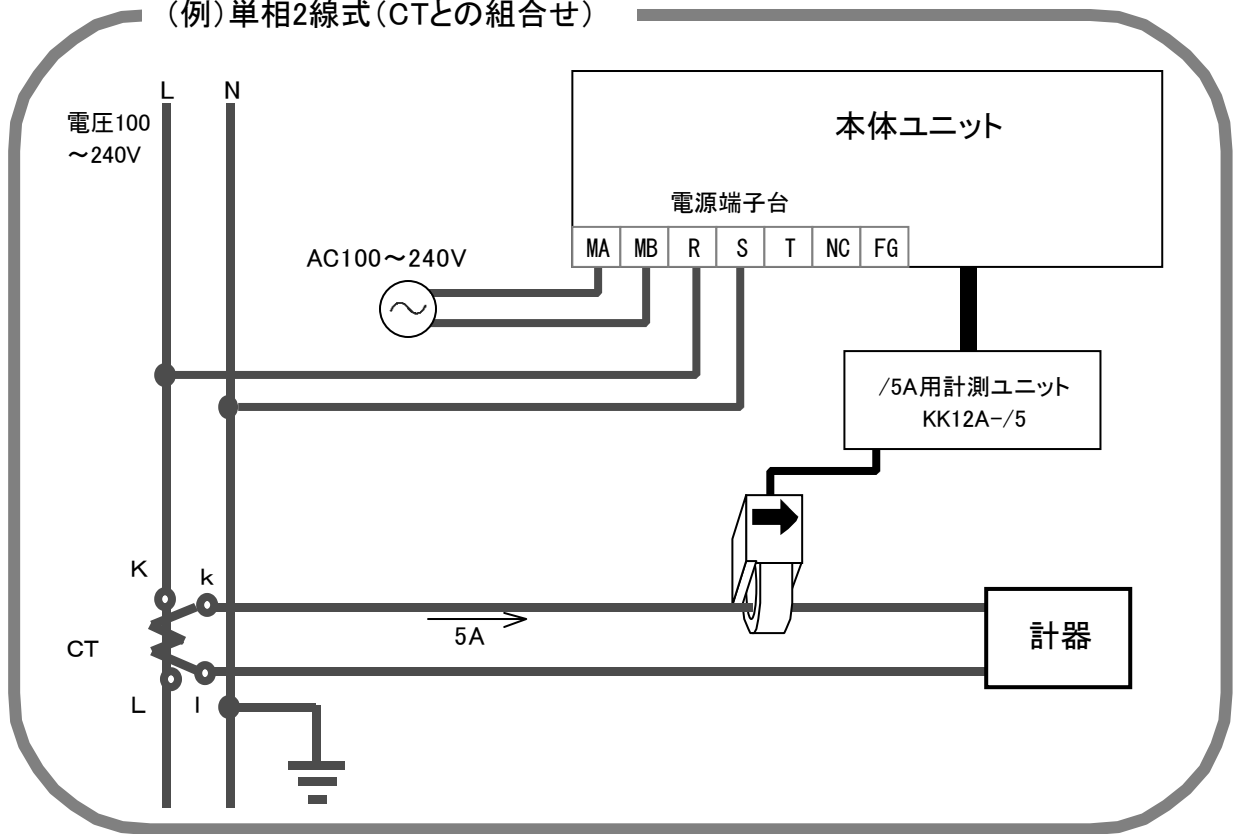 (例)単相2線式(CTとの組合せ)
L
N
電圧100
～240V
本体ユニット
電源端子台
MA MB R S T NC FG
AC100～240V
/5A用計測ユニット
KK12A-/5
K
k
5A
CT
計器
L
l